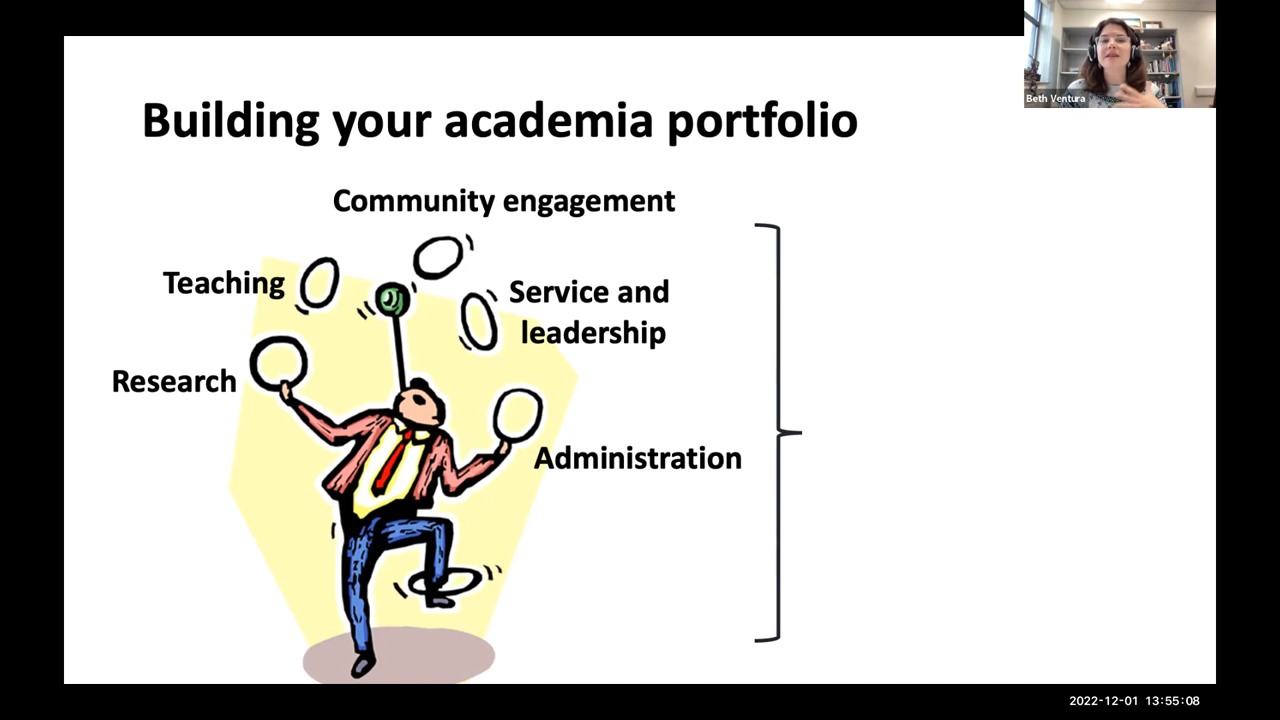 Beth Ventura
Building your academia portfolio
Community engagement
Teaching
Service and
leadership
Research
Administration
2022-12-01 13:55:08